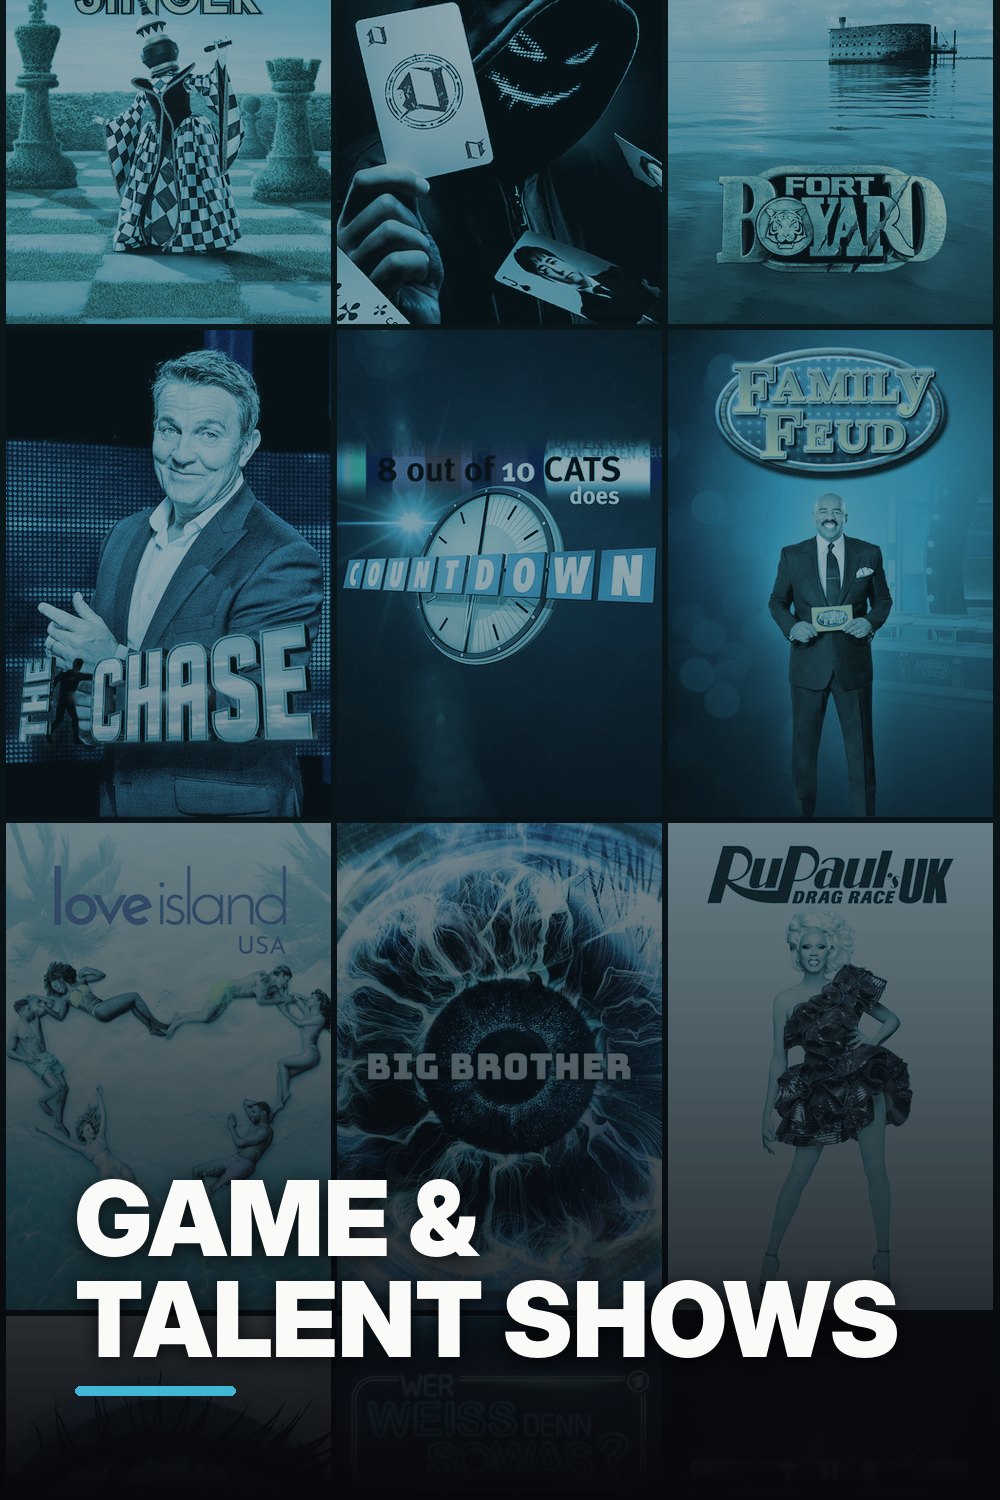 SINGER
FORT
BOYARD
FAMILY
FEUD
8 out of 10 CATS
does
COUNTDOWN
THE CHASE
love island
USA
BIG BROTHER
RuPaul's UK
DRAG RACE
GAME &
TALENT SHOWS
WER
WEISS DENN
SOWAS?